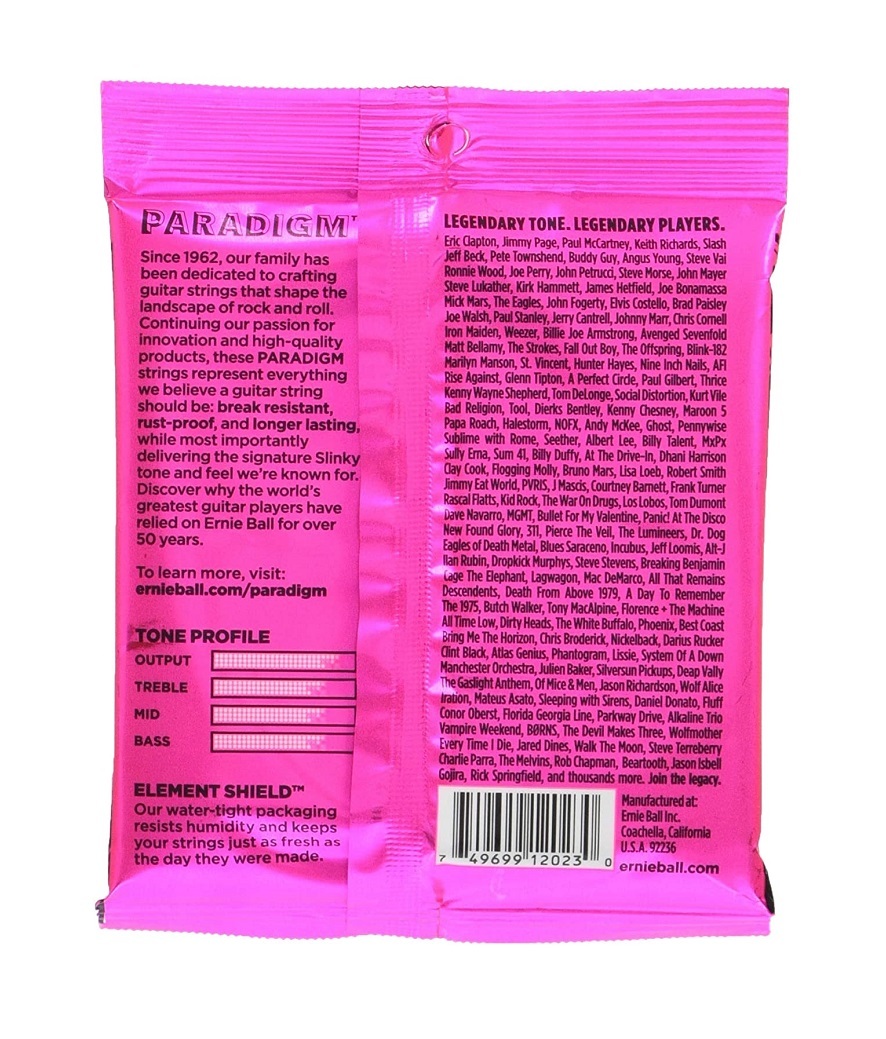 PARADIGM™
Since 1962, our family has
been dedicated to crafting
guitar strings that shape the
landscape of rock and roll.
Continuing our passion for
innovation and high-quality
products, these PARADIGM
strings represent everything
we believe a guitar string
should be: break resistant,
rust-proof, and longer lasting,
while most importantly
delivering the signature Slinky
tone and feel we're known for.
Discover why the world's
greatest guitar players have
relied on Ernie Ball for over
50 years.
To learn more, visit:
ernieball.com/paradigm
TONE PROFILE
OUTPUT
TREBLE
MID
BASS
ELEMENT SHIELD™
Our water-tight packaging
resists humidity and keeps
your strings just as fresh as
the day they were made.
LEGENDARY TONE. LEGENDARY PLAYERS.
Eric Clapton, Jimmy Page, Paul McCartney, Keith Richards, Slash
Jeff Beck, Pete Townshend, Buddy Guy, Angus Young, Steve Vai
Ronnie Wood, Joe Perry, John Petrucci, Steve Morse, John Mayer
Steve Lukather, Kirk Hammett, James Hetfield, Joe Bonamassa
Mick Mars, The Eagles, John Fogerty, Elvis Costello, Brad Paisley
Joe Walsh, Paul Stanley, Jerry Cantrell, Johnny Marr, Chris Cornell
Iron Maiden, Weezer, Billie Joe Armstrong, Avenged Sevenfold
Matt Bellamy, The Strokes, Fall Out Boy, The Offspring, Blink-182
Marilyn Manson, St. Vincent, Hunter Hayes, Nine Inch Nails, AFI
Rise Against, Glenn Tipton, A Perfect Circle, Paul Gilbert, Thrice
Kenny Wayne Shepherd, Tom DeLonge, Social Distortion, Kurt Vile
Bad Religion, Tool, Dierks Bentley, Kenny Chesney, Maroon 5
Papa Roach, Halestorm, NOFX, Andy McKee, Ghost, Pennywise
Sublime with Rome, Seether, Albert Lee, Billy Talent, MxPx
Sully Erna, Sum 41, Billy Duffy, At The Drive-In, Dhani Harrison
Clay Cook, Flogging Molly, Bruno Mars, Lisa Loeb, Robert Smith
Jimmy Eat World, PVRIS, J Mascis, Courtney Barnett, Frank Turner
Rascal Flatts, Kid Rock, The War On Drugs, Los Lobos, Tom Dumont
Dave Navarro, MGMT, Bullet For My Valentine, Panic! At The Disco
New Found Glory, 311, Pierce The Veil, The Lumineers, Dr. Dog
Eagles of Death Metal, Blues Saraceno, Incubus, Jeff Loomis, Alt-J
Ilan Rubin, Dropkick Murphys, Steve Stevens, Breaking Benjamin
Cage The Elephant, Lagwagon, Mac DeMarco, All That Remains
Descendents, Death From Above 1979, A Day To Remember
The 1975, Butch Walker, Tony MacAlpine, Florence + The Machine
All Time Low, Dirty Heads, The White Buffalo, Phoenix, Best Coast
Bring Me The Horizon, Chris Broderick, Nickelback, Darius Rucker
Clint Black, Atlas Genius, Phantogram, Lissie, System Of A Down
Manchester Orchestra, Julien Baker, Silversun Pickups, Deap Vally
The Gaslight Anthem, Of Mice & Men, Jason Richardson, Wolf Alice
Iration, Mateus Asato, Sleeping with Sirens, Daniel Donato, Fluff
Conor Oberst, Florida Georgia Line, Parkway Drive, Alkaline Trio
Vampire Weekend, BØRNS, The Devil Makes Three, Wolfmother
Every Time I Die, Jared Dines, Walk The Moon, Steve Terreberry
Charlie Parra, The Melvins, Rob Chapman, Beartooth, Jason Isbell
Gojira, Rick Springfield, and thousands more. Join the legacy.
7 49699 12023 0
Manufactured at:
Ernie Ball Inc.
Coachella, California
U.S.A. 92236
ernieball.com